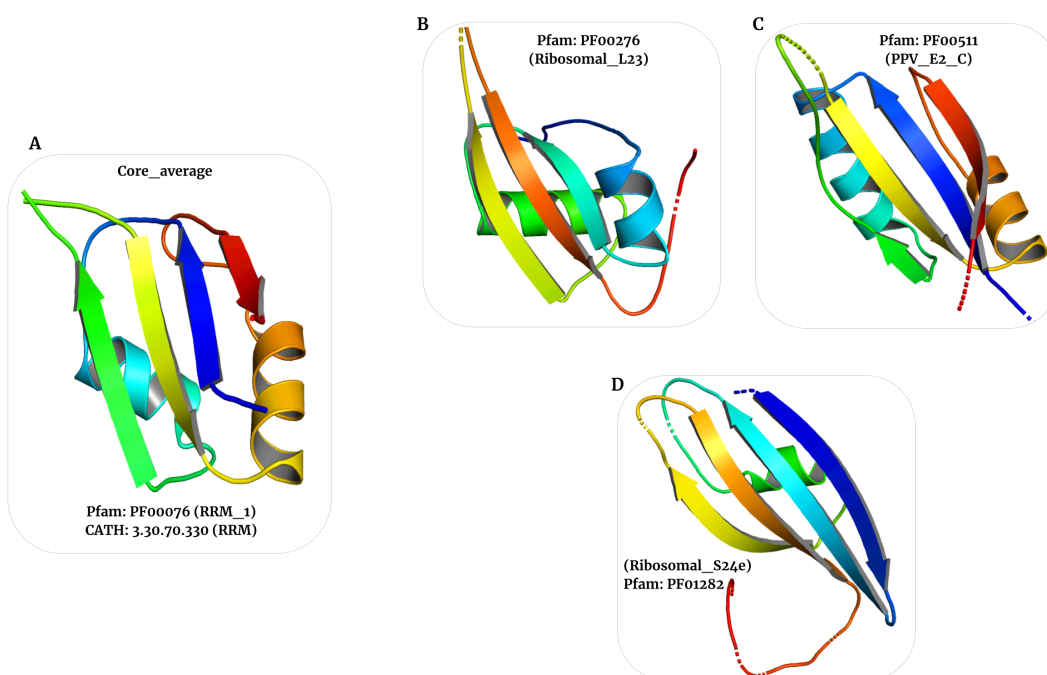 A
Core_average
Pfam: PF00076 (RRM_1)
CATH: 3.30.70.330 (RRM)
B
Pfam: PF00276
(Ribosomal_L23)
C
Pfam: PF00511
(PPV_E2_C)
D
(Ribosomal_S24e)
Pfam: PF01282